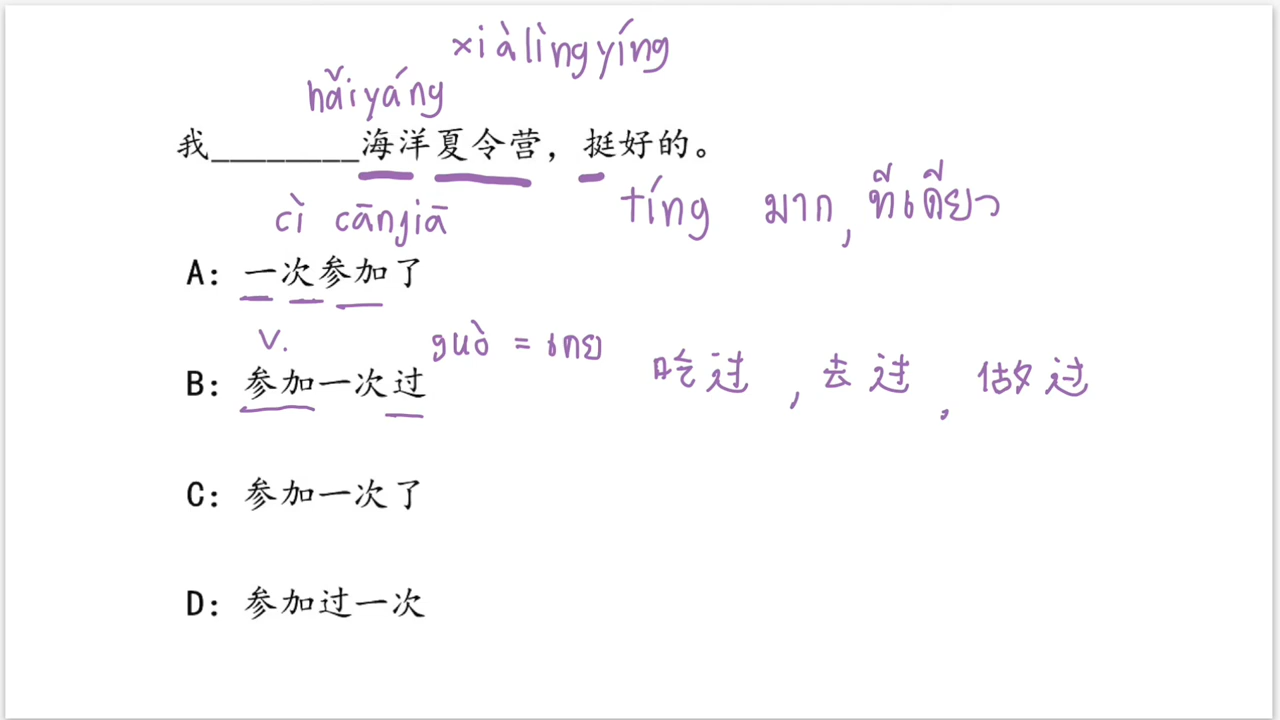 xiàlìngyíng
hǎiyáng
我________海洋夏令营，挺好的。
cì cānjiā tíng มาก, ทีเดียว
A: 一次参加了
v. guò = เคย 吃过, 去过, 做过
B: 参加一次过
C: 参加一次了
D: 参加过一次